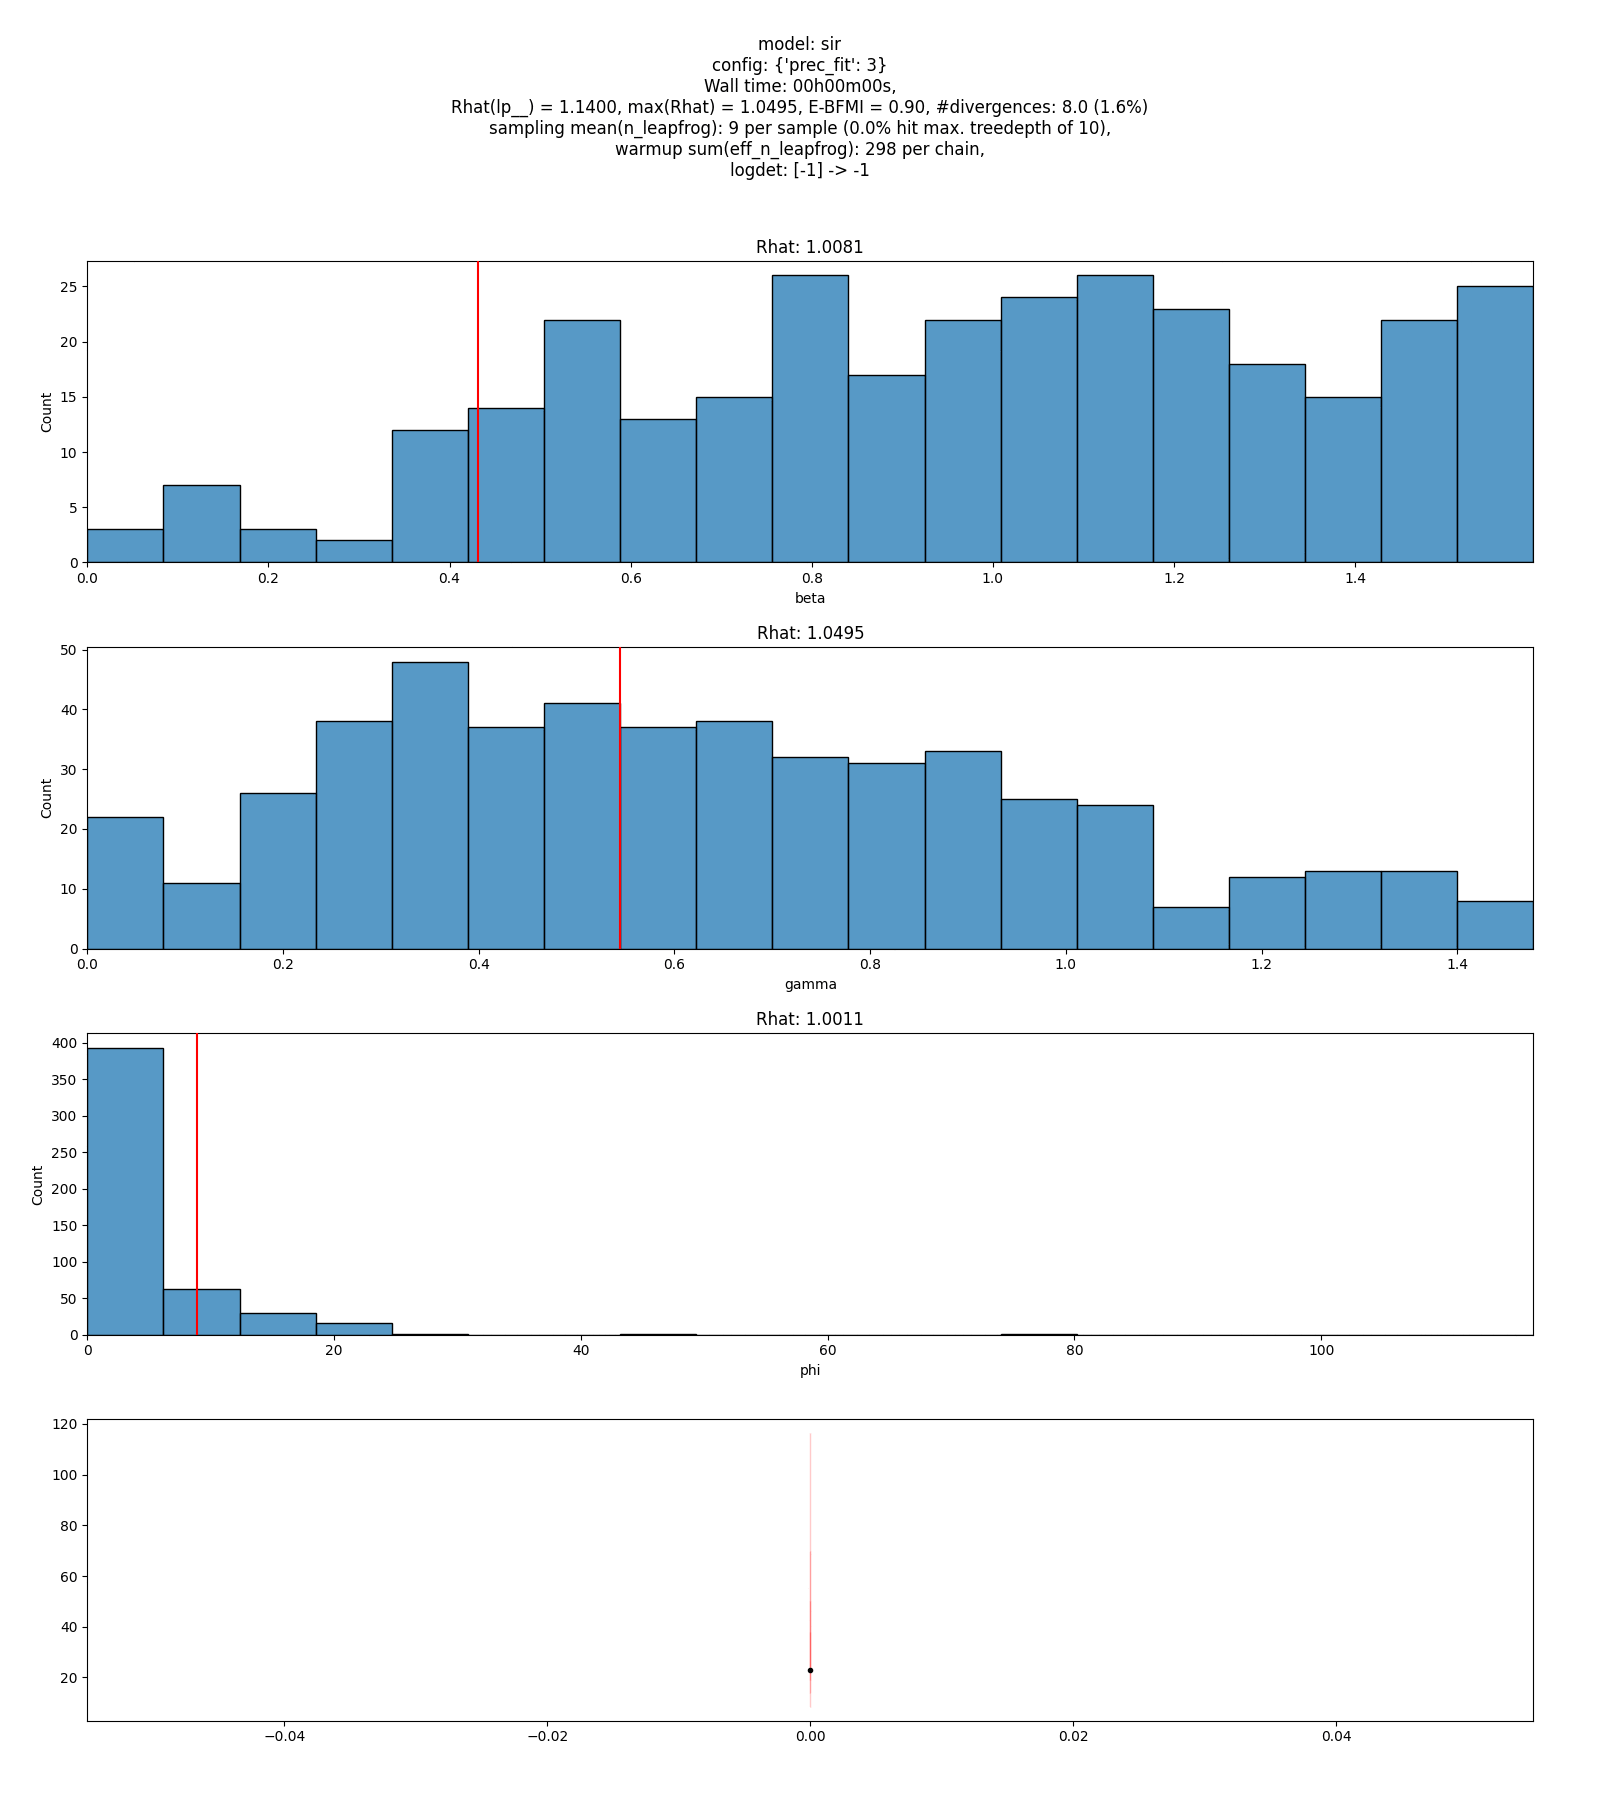 model: sir
config: {'prec_fit': 3}
Wall time: 00h00m00s,
Rhat(lp__) = 1.1400, max(Rhat) = 1.0495, E-BFMI = 0.90, #divergences: 8.0 (1.6%)
sampling mean(n_leapfrog): 9 per sample (0.0% hit max. treedepth of 10),
warmup sum(eff_n_leapfrog): 298 per chain,
logdet: [-1] -> -1
Rhat: 1.0081
25
20
15
10
5
0
Count
0.0 0.2 0.4 0.6 0.8 1.0 1.2 1.4
beta
Rhat: 1.0495
50
40
30
20
10
0
Count
0.0 0.2 0.4 0.6 0.8 1.0 1.2 1.4
gamma
Rhat: 1.0011
400
350
300
250
200
150
100
50
0
Count
0 20 40 60 80 100
phi
120
100
80
60
40
20
−0.04 −0.02 0.00 0.02 0.04